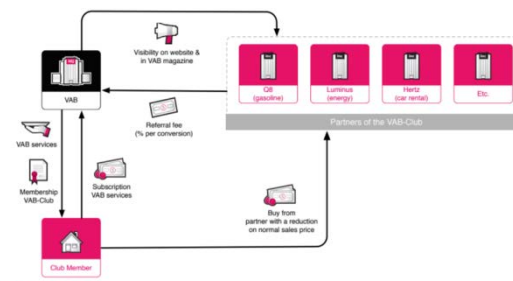 Visibility on website &
in VAB magazine
VAB
Q8
(gasoline)
Luminus
(energy)
Hertz
(car rental)
Etc.
Partners of the VAB-Club
Referral fee
(% per conversion)
VAB services
Membership
VAB-Club
Subscription
VAB services
Buy from
partner with a reduction
on normal sales price
Club Member